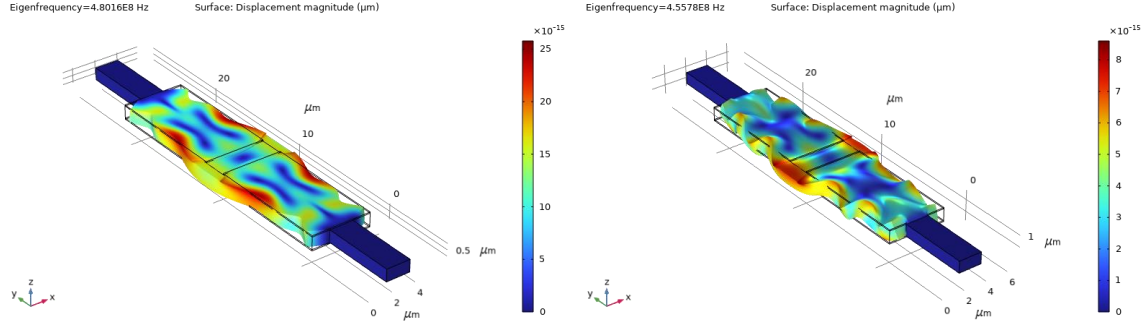 Eigenfrequency=4.8016E8 Hz Surface: Displacement magnitude (μm)
×10⁻¹⁵
25
20
20
μm
15
10
10
0
5
0.5 μm
4
2
0
μm
0
z
y
x
Eigenfrequency=4.5578E8 Hz Surface: Displacement magnitude (μm)
×10⁻¹⁵
8
20
7
μm
6
10
5
4
0
3
2
1 μm
6
1
4
2
0
μm
0
z
y
x